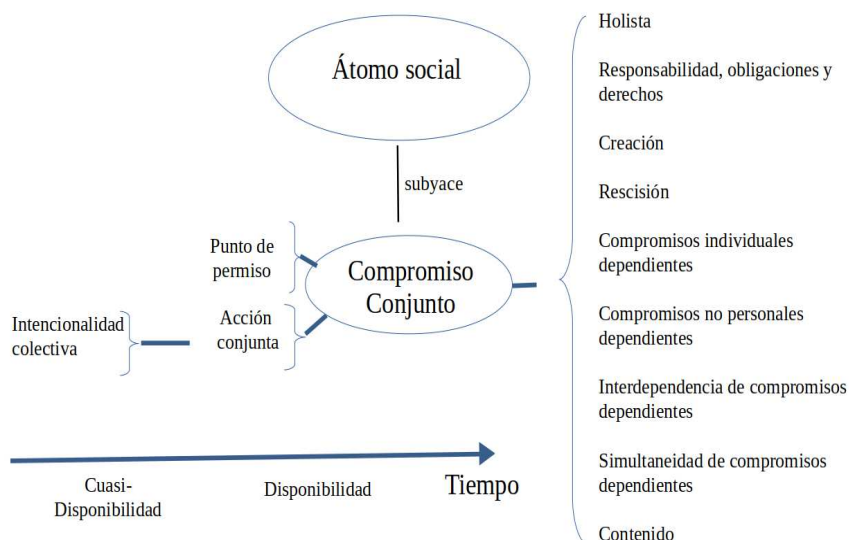 Átomo social
subyace
Punto de
permiso
Compromiso
Conjunto
Intencionalidad
colectiva
Acción
conjunta
Cuasi-
Disponibilidad
Disponibilidad
Tiempo
Holista
Responsabilidad, obligaciones y
derechos
Creación
Rescisión
Compromisos individuales
dependientes
Compromisos no personales
dependientes
Interdependencia de compromisos
dependientes
Simultaneidad de compromisos
dependientes
Contenido